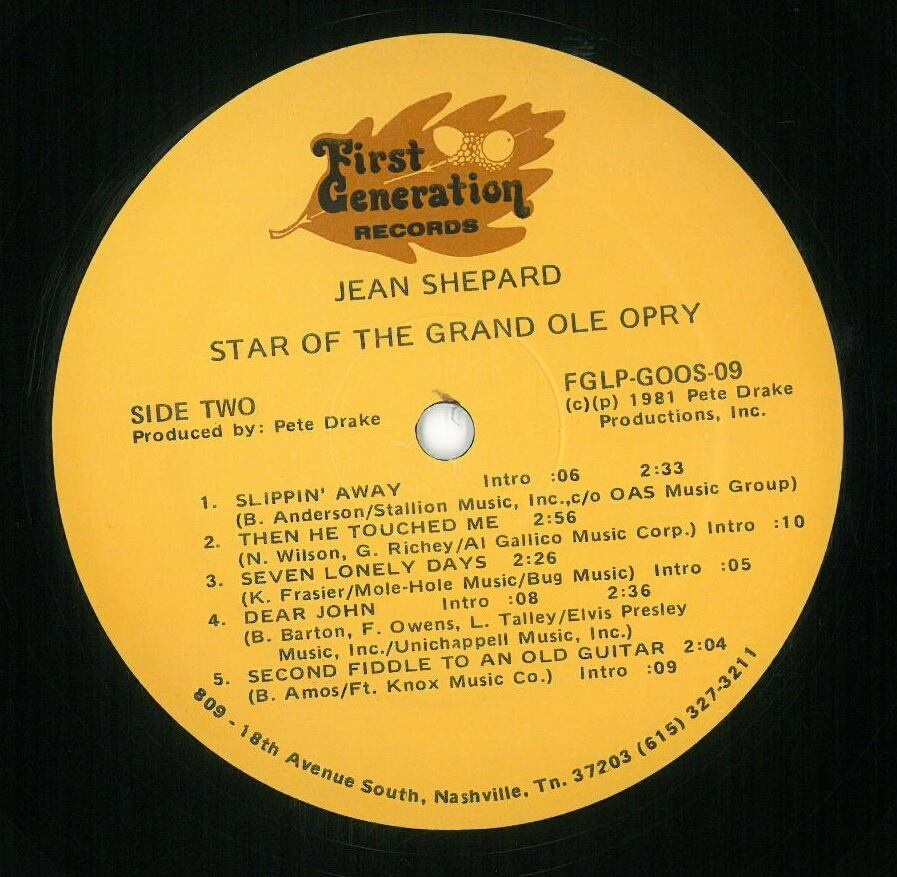 First
Generation
RECORDS
JEAN SHEPARD
STAR OF THE GRAND OLE OPRY
SIDE TWO
Produced by: Pete Drake
FGLP-GOOS-09
(c)(p) 1981 Pete Drake
Productions, Inc.
1. SLIPPIN' AWAY Intro :06 2:33
(B. Anderson/Stallion Music, Inc.,c/o OAS Music Group)
2. THEN HE TOUCHED ME 2:56
(N. Wilson, G. Richey/Al Gallico Music Corp.) Intro :10
3. SEVEN LONELY DAYS 2:26
(K. Frasier/Mole-Hole Music/Bug Music) Intro :05
4. DEAR JOHN Intro :08 2:36
(B. Barton, F. Owens, L. Talley/Elvis Presley
Music, Inc./Unichappell Music, Inc.)
5. SECOND FIDDLE TO AN OLD GUITAR 2:04
(B. Amos/Ft. Knox Music Co.) Intro :09
809 - 18th Avenue South, Nashville. Tn. 37203 (615) 327-3211